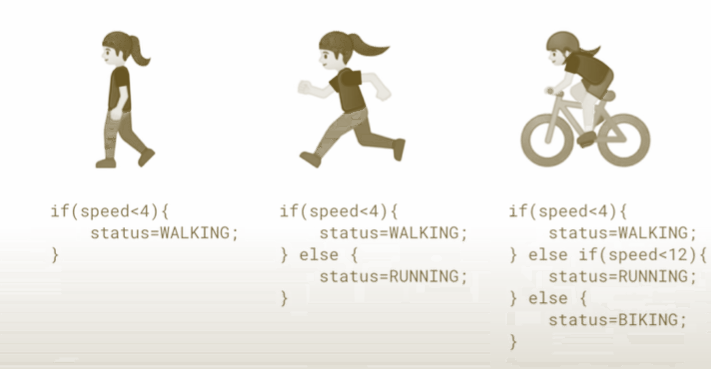 if(speed<4){
    status=WALKING;
}
if(speed<4){
    status=WALKING;
} else {
    status=RUNNING;
}
if(speed<4){
    status=WALKING;
} else if(speed<12){
    status=RUNNING;
} else {
    status=BIKING;
}